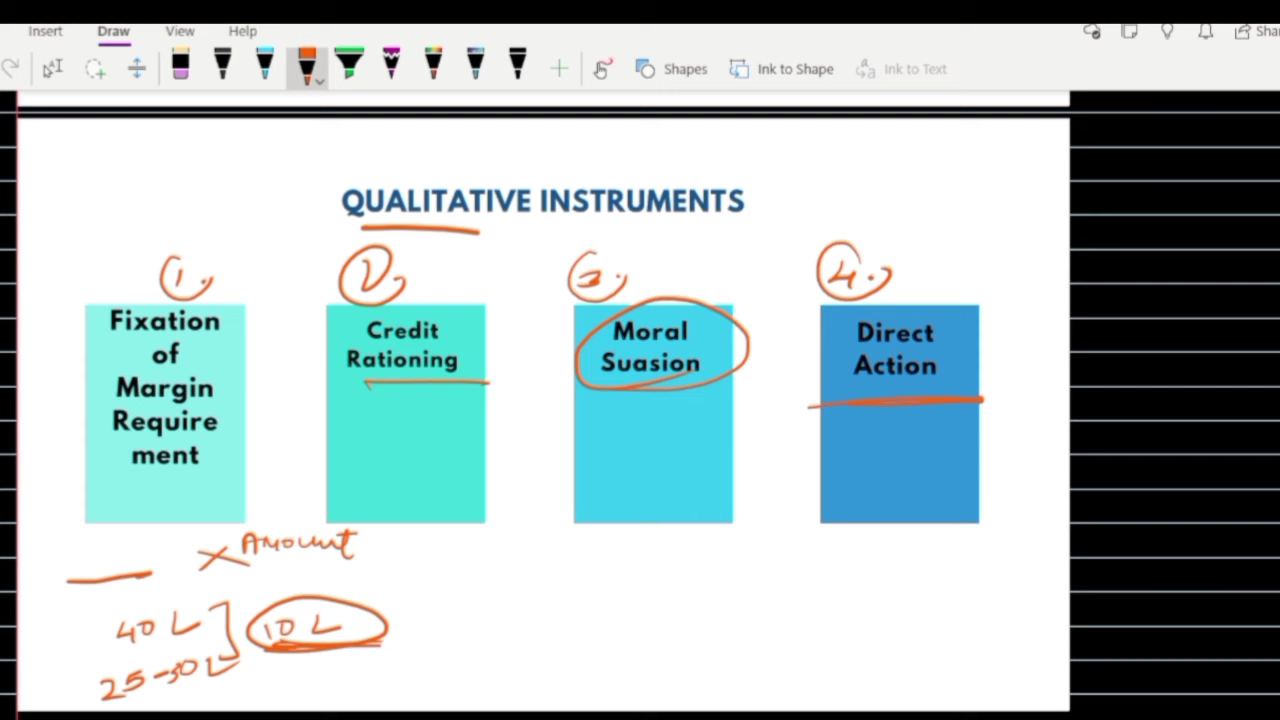 Insert Draw View Help
Shapes Ink to Shape Ink to Text
Shar
QUALITATIVE INSTRUMENTS
1.
2.
3.
4.
Fixation
of
Margin
Require
ment
Credit
Rationing
Moral
Suasion
Direct
Action
Amount
40 L
10 L
25-30 L